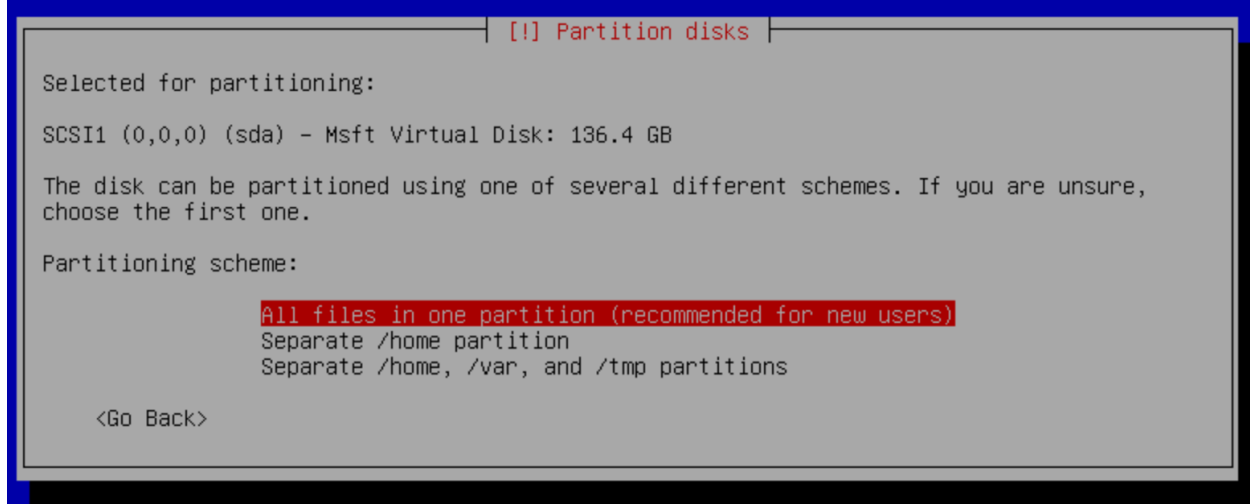 [!] Partition disks
Selected for partitioning:
SCSI1 (0,0,0) (sda) - Msft Virtual Disk: 136.4 GB
The disk can be partitioned using one of several different schemes. If you are unsure,
choose the first one.
Partitioning scheme:
All files in one partition (recommended for new users)
Separate /home partition
Separate /home, /var, and /tmp partitions
<Go Back>